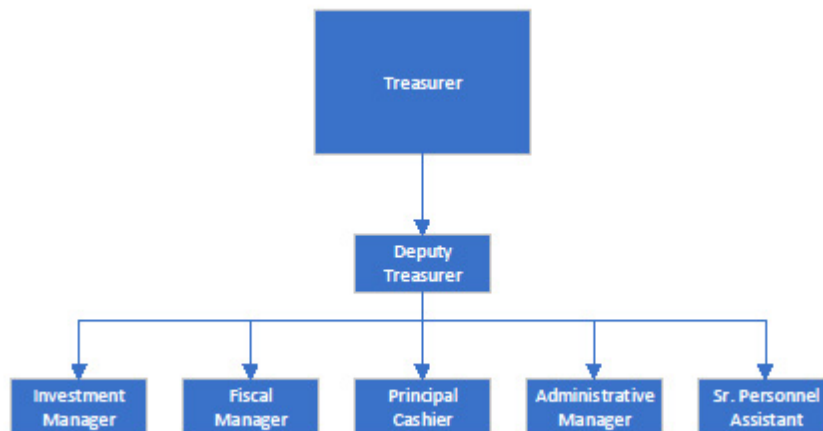 Treasurer
Deputy
Treasurer
Investment
Manager
Fiscal
Manager
Principal
Cashier
Administrative
Manager
Sr. Personnel
Assistant